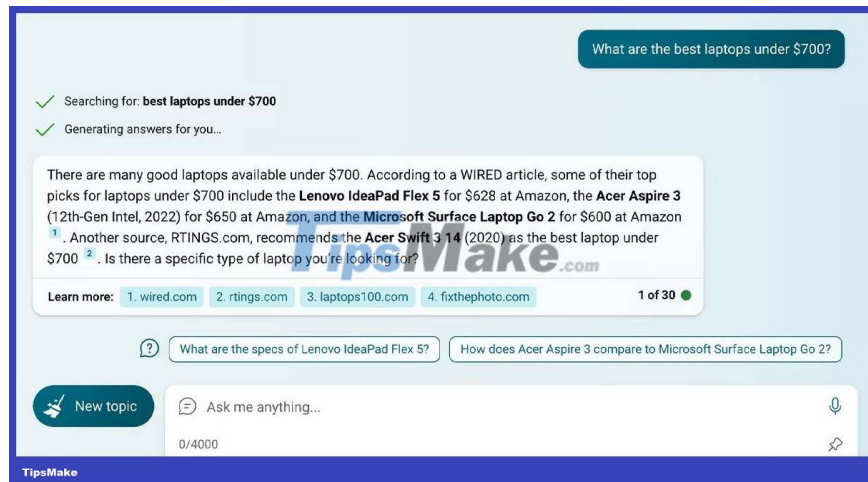 What are the best laptops under $700?
Searching for: best laptops under $700
Generating answers for you...
There are many good laptops available under $700. According to a WIRED article, some of their top
picks for laptops under $700 include the Lenovo IdeaPad Flex 5 for $628 at Amazon, the Acer Aspire 3
(12th-Gen Intel, 2022) for $650 at Amazon, and the Microsoft Surface Laptop Go 2 for $600 at Amazon
1 . Another source, RTINGS.com, recommends the Acer Swift 3 14 (2020) as the best laptop under
$700 2 . Is there a specific type of laptop you're looking for?
TipsMake.com
Learn more: 1. wired.com 2. rtings.com 3. laptops100.com 4. fixthephoto.com 1 of 30
What are the specs of Lenovo IdeaPad Flex 5? How does Acer Aspire 3 compare to Microsoft Surface Laptop Go 2?
New topic Ask me anything...
0/4000
TipsMake